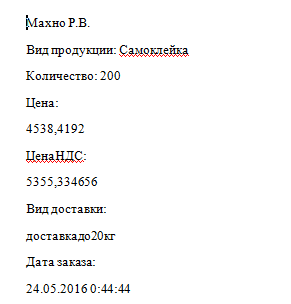 Махно Р.В.
Вид продукции: Самоклейка
Количество: 200
Цена:
4538,4192
ЦенаНДС:
5355,334656
Вид доставки:
доставкадо20кг
Дата заказа:
24.05.2016 0:44:44